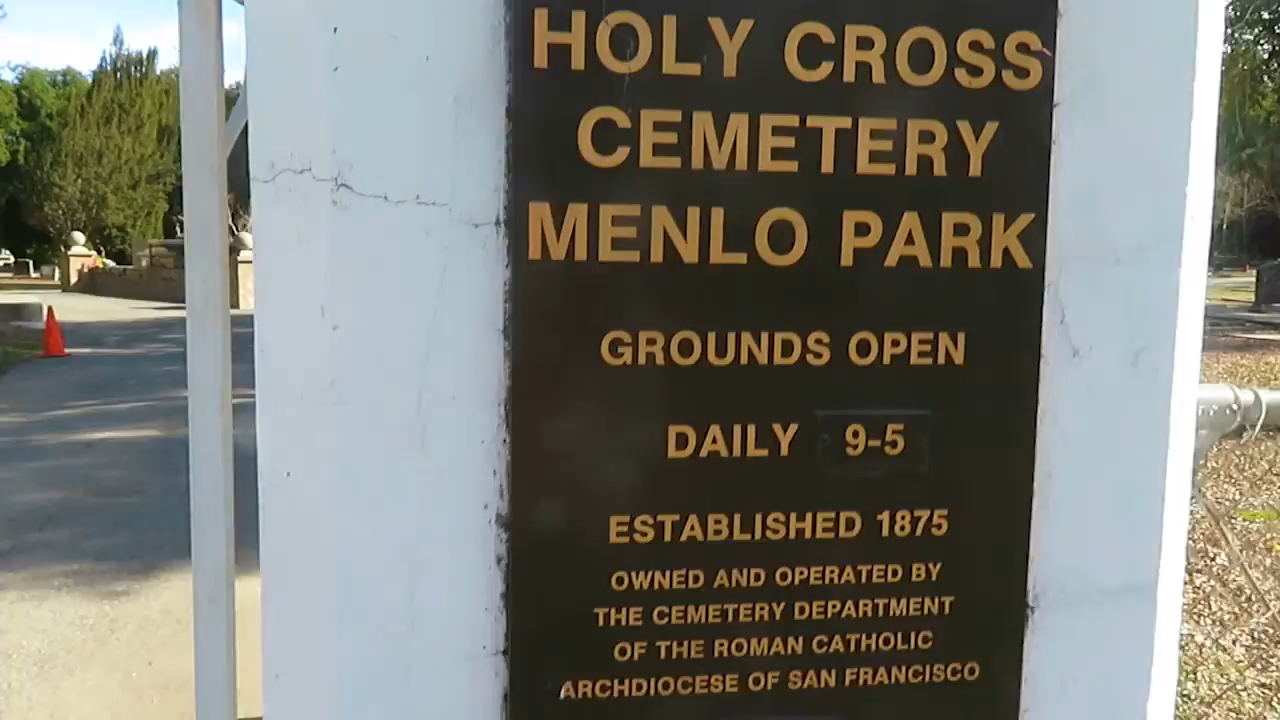 HOLY CROSS
CEMETERY
MENLO PARK
GROUNDS OPEN
DAILY 9-5
ESTABLISHED 1875
OWNED AND OPERATED BY
THE CEMETERY DEPARTMENT
OF THE ROMAN CATHOLIC
ARCHDIOCESE OF SAN FRANCISCO